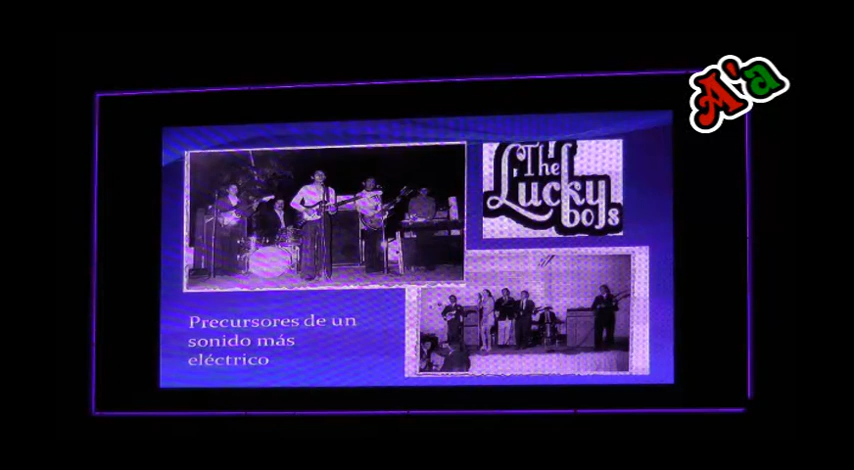 A'a
The
Lucky
boys
Precursores de un
sonido más
eléctrico